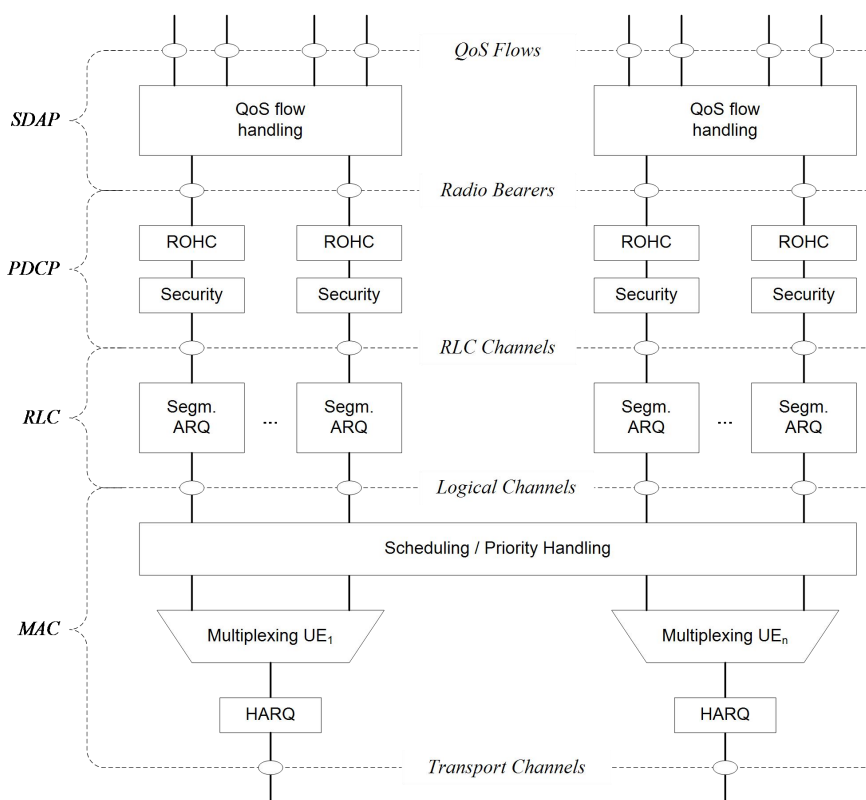 QoS Flows
QoS flow
handling
QoS flow
handling
SDAP
Radio Bearers
ROHC
ROHC
ROHC
ROHC
PDCP
Security
Security
Security
Security
RLC Channels
Segm.
ARQ
...
Segm.
ARQ
Segm.
ARQ
...
Segm.
ARQ
RLC
Logical Channels
Scheduling / Priority Handling
MAC
Multiplexing UE1
Multiplexing UEn
HARQ
HARQ
Transport Channels